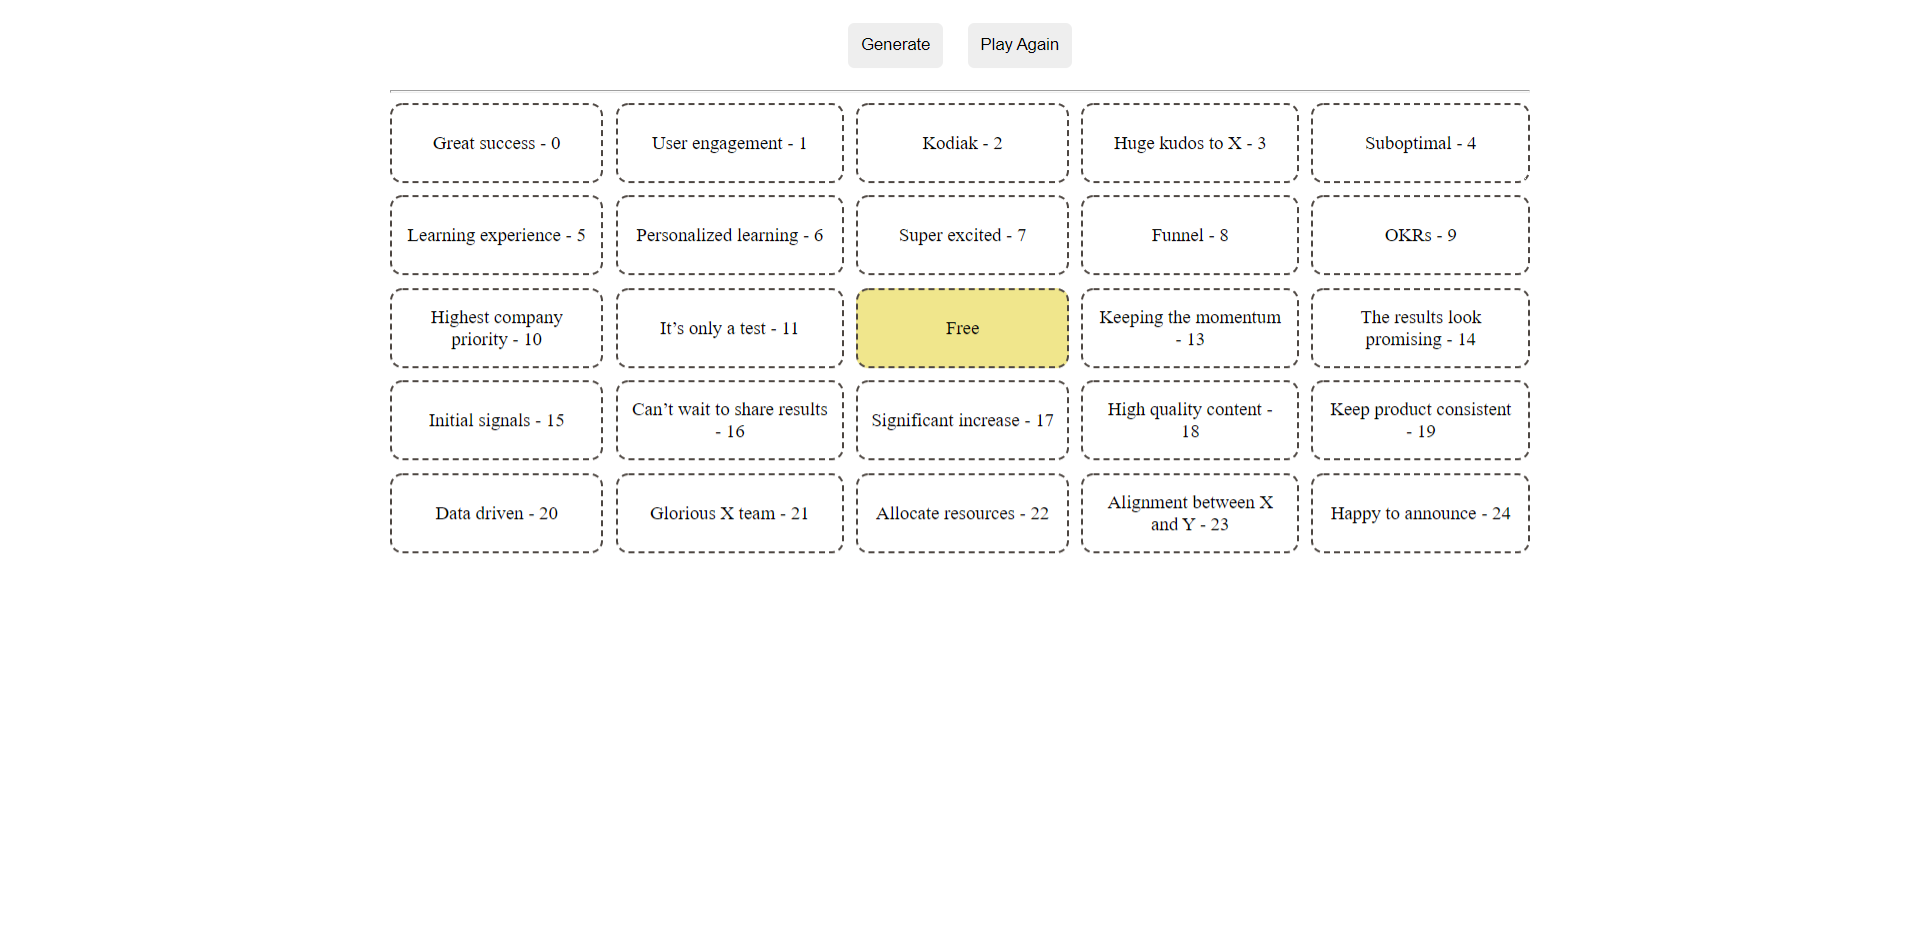 Generate
Play Again
Great success - 0
User engagement - 1
Kodiak - 2
Huge kudos to X - 3
Suboptimal - 4
Learning experience - 5
Personalized learning - 6
Super excited - 7
Funnel - 8
OKRs - 9
Highest company
priority - 10
It’s only a test - 11
Free
Keeping the momentum
- 13
The results look
promising - 14
Initial signals - 15
Can’t wait to share results
- 16
Significant increase - 17
High quality content -
18
Keep product consistent
- 19
Data driven - 20
Glorious X team - 21
Allocate resources - 22
Alignment between X
and Y - 23
Happy to announce - 24